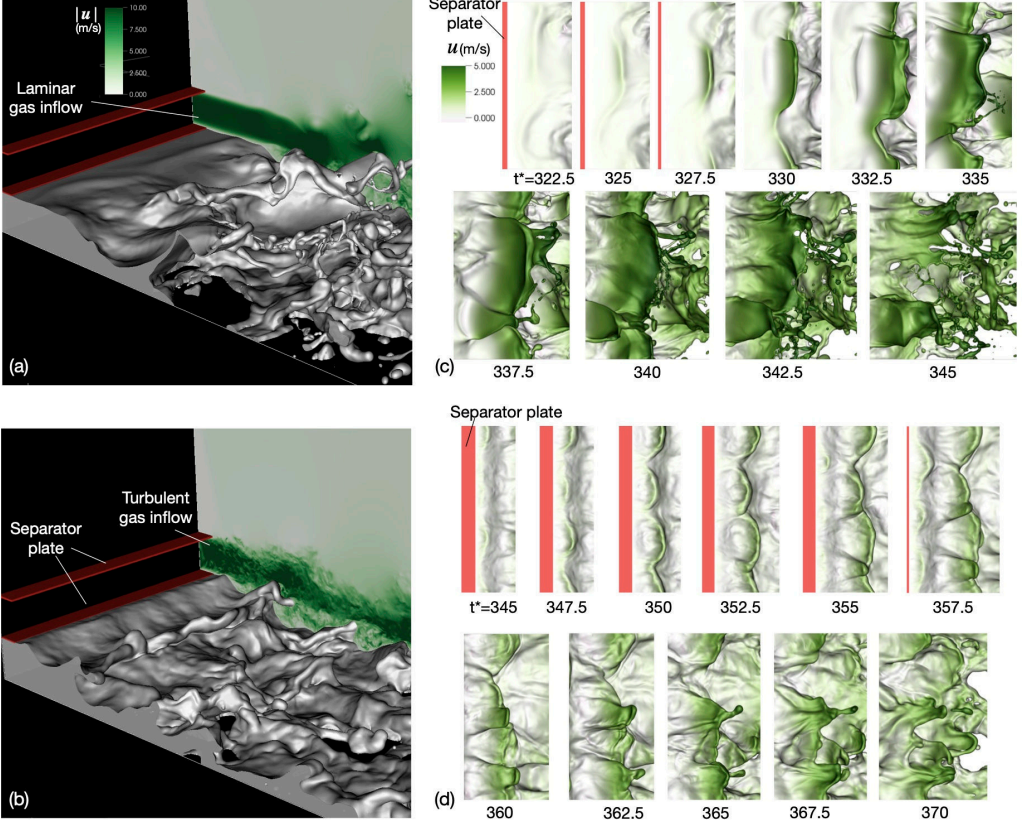 |u|
(m/s)
10.00
7.500
5.000
2.500
0.000
Laminar
gas inflow
(a)
Separator
plate
u (m/s)
5.000
2.500
0.000
t*=322.5
325
327.5
330
332.5
335
(c)
337.5
340
342.5
345
Turbulent
gas inflow
Separator
plate
(b)
Separator plate
t*=345
347.5
350
352.5
355
357.5
(d)
360
362.5
365
367.5
370